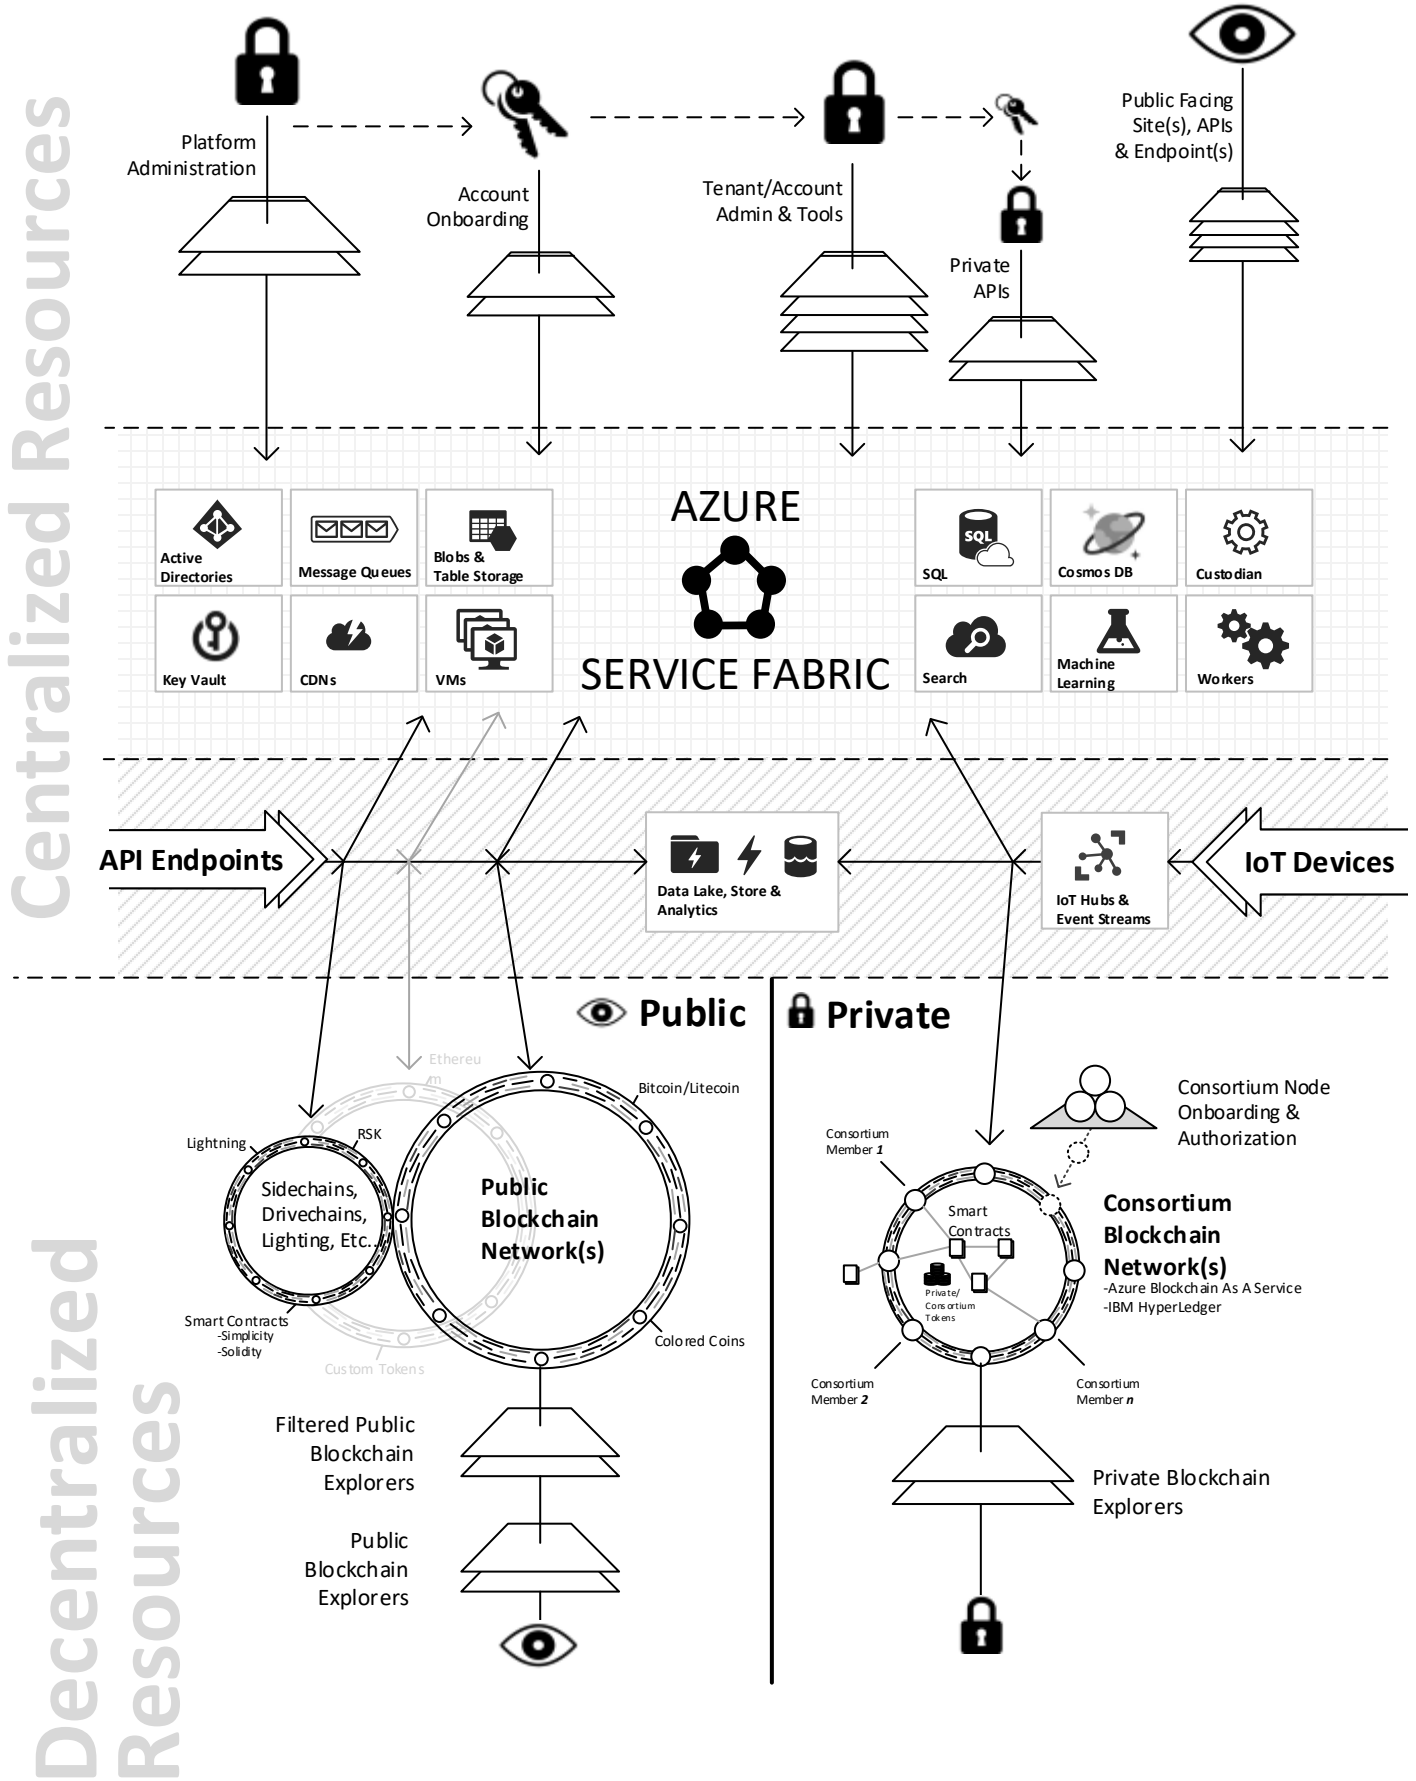 Centralized Resources
Platform
Administration
Account
Onboarding
Tenant/Account
Admin & Tools
Private
APIs
Public Facing
Site(s), APIs
& Endpoint(s)
Active
Directories
Message Queues
Blobs &
Table Storage
Key Vault
CDNs
VMs
AZURE
SERVICE FABRIC
SQL
SQL
Cosmos DB
Custodian
Search
Machine
Learning
Workers
API Endpoints
Data Lake, Store &
Analytics
IoT Hubs &
Event Streams
IoT Devices
Decentralized
Resources
Public
Private
Ethereu
m
Bitcoin/Litecoin
Lightning
RSK
Sidechains,
Drivechains,
Lighting, Etc..
Public
Blockchain
Network(s)
Smart Contracts
-Simplicity
-Solidity
Custom Tokens
Colored Coins
Filtered Public
Blockchain
Explorers
Public
Blockchain
Explorers
Consortium Node
Onboarding &
Authorization
Consortium
Member 1
Smart
Contracts
Private/
Consortium
Tokens
Consortium
Blockchain
Network(s)
-Azure Blockchain As A Service
-IBM HyperLedger
Consortium
Member 2
Consortium
Member n
Private Blockchain
Explorers